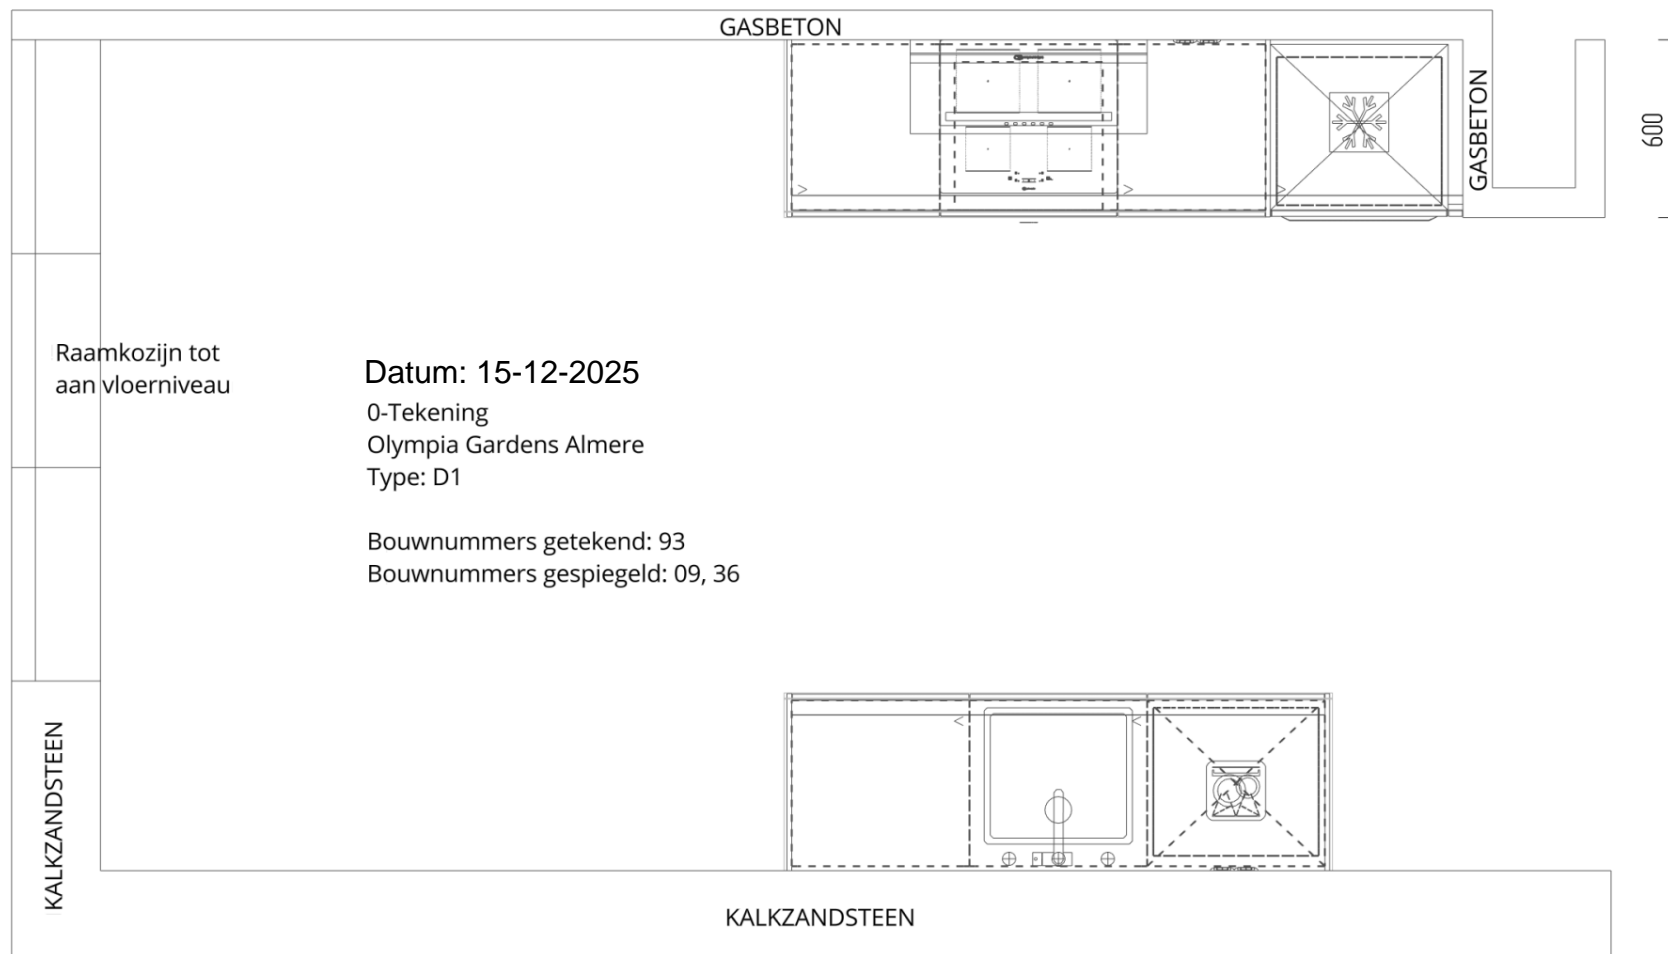 GASBETON
GASBETON
600
Raamkozijn tot
aan vloerniveau
Datum: 15-12-2025
0-Tekening
Olympia Gardens Almere
Type: D1
Bouwnummers getekend: 93
Bouwnummers gespiegeld: 09, 36
KALKZANDSTEEN
KALKZANDSTEEN